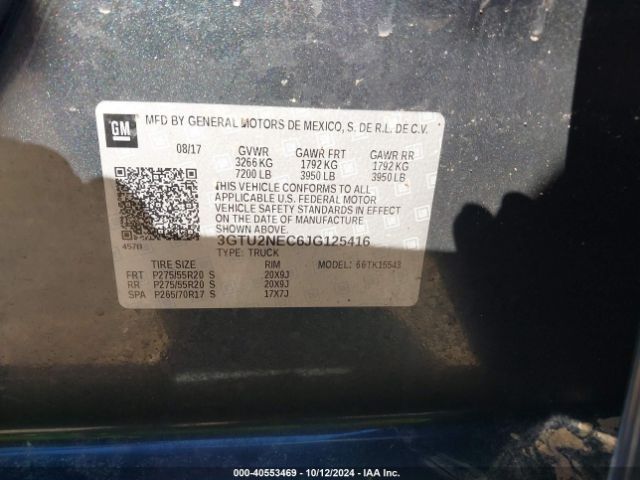 GM
MFD BY GENERAL MOTORS DE MEXICO, S. DE R.L. DE C.V.
08/17 GVWR GAWR FRT GAWR RR
3266 KG 1792 KG 1792 KG
7200 LB 3950 LB 3950 LB
THIS VEHICLE CONFORMS TO ALL
APPLICABLE U.S. FEDERAL MOTOR
VEHICLE SAFETY STANDARDS IN EFFECT
ON THE DATE OF MANUFACTURE
3GTU2NEC6JG125416
TYPE: TRUCK
TIRE SIZE RIM MODEL: 66TK15543
FRT P275/55R20 S 20X9J
RR P275/55R20 S 20X9J
SPA P265/70R17 S 17X7J
000-40553469 - 10/12/2024 - IAA Inc.